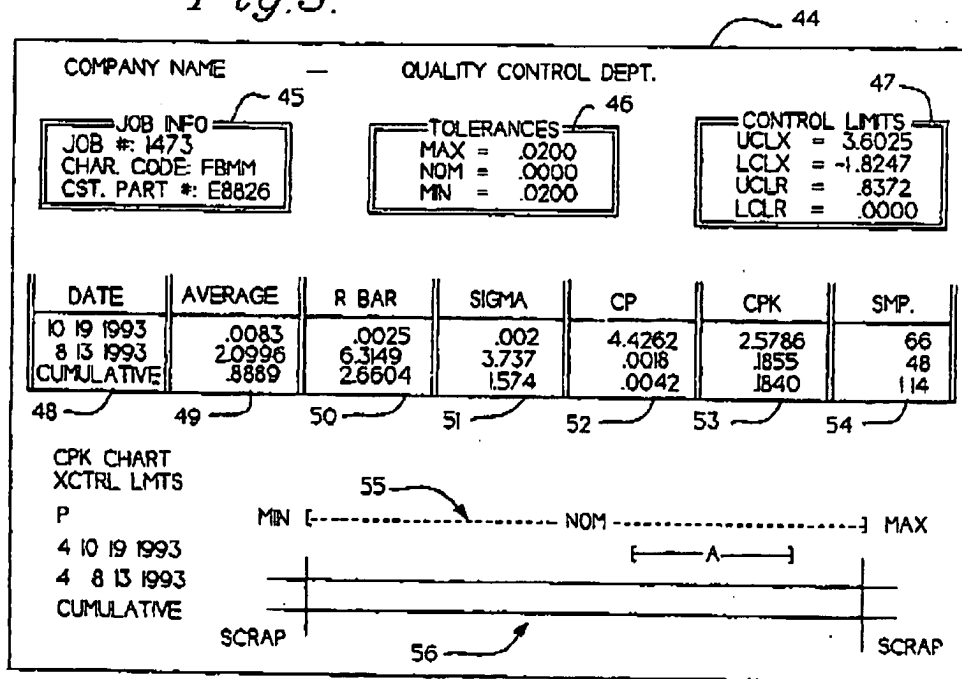 Fig.3.
44
COMPANY NAME — QUALITY CONTROL DEPT.
45 46 47
JOB INFO
JOB #: 1473
CHAR. CODE: FBMM
CST. PART #: E8826
TOLERANCES
MAX = .0200
NOM = .0000
MIN = .0200
CONTROL LIMITS
UCLX = 3.6025
LCLX = -1.8247
UCLR = .8372
LCLR = .0000
DATE AVERAGE R BAR SIGMA CP CPK SMP.
10 19 1993 .0083 .0025 .002 4.4262 2.5786 66
8 13 1993 2.0996 6.3149 3.737 .0018 .1855 48
CUMULATIVE .8889 2.6604 1.574 .0042 .1840 114
48 49 50 51 52 53 54
CPK CHART
XCTRL LMTS
55
P MIN [ NOM ] MAX
4 10 19 1993 [ A ]
4 8 13 1993
CUMULATIVE
SCRAP 56 SCRAP